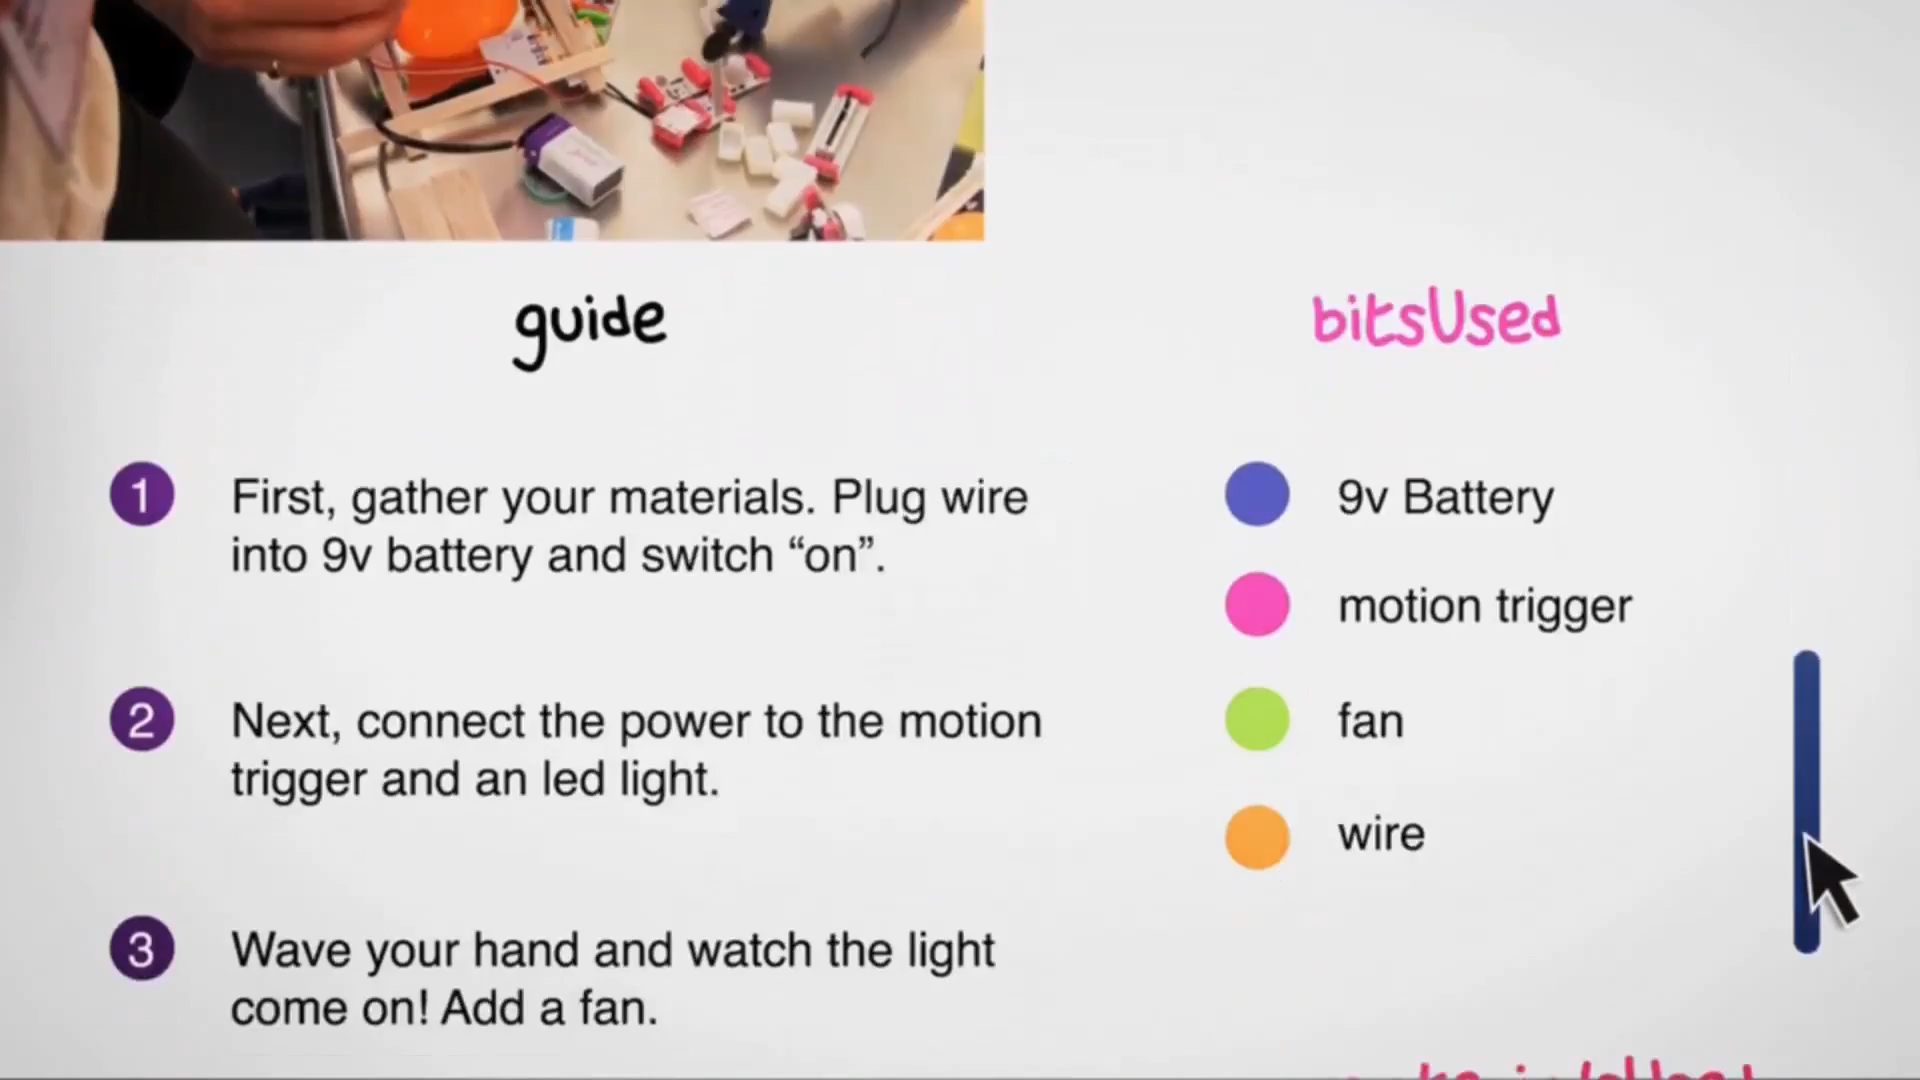 guide
bitsUsed
1 First, gather your materials. Plug wire
into 9v battery and switch “on”.
2 Next, connect the power to the motion
trigger and an led light.
3 Wave your hand and watch the light
come on! Add a fan.
9v Battery
motion trigger
fan
wire